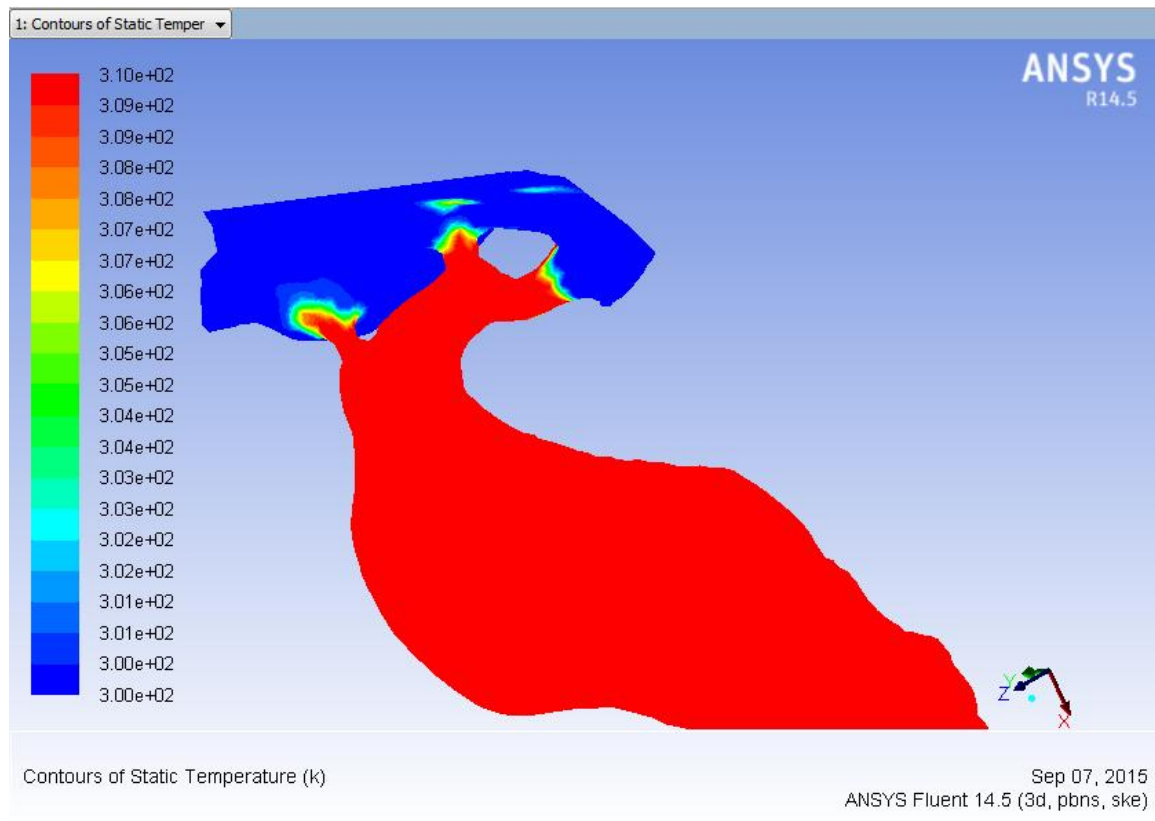 1: Contours of Static Temper
ANSYS
R14.5
3.10e+02
3.09e+02
3.09e+02
3.08e+02
3.08e+02
3.07e+02
3.07e+02
3.06e+02
3.06e+02
3.05e+02
3.05e+02
3.04e+02
3.04e+02
3.03e+02
3.03e+02
3.02e+02
3.02e+02
3.01e+02
3.01e+02
3.00e+02
3.00e+02
Y
Z
X
Contours of Static Temperature (k)
Sep 07, 2015
ANSYS Fluent 14.5 (3d, pbns, ske)